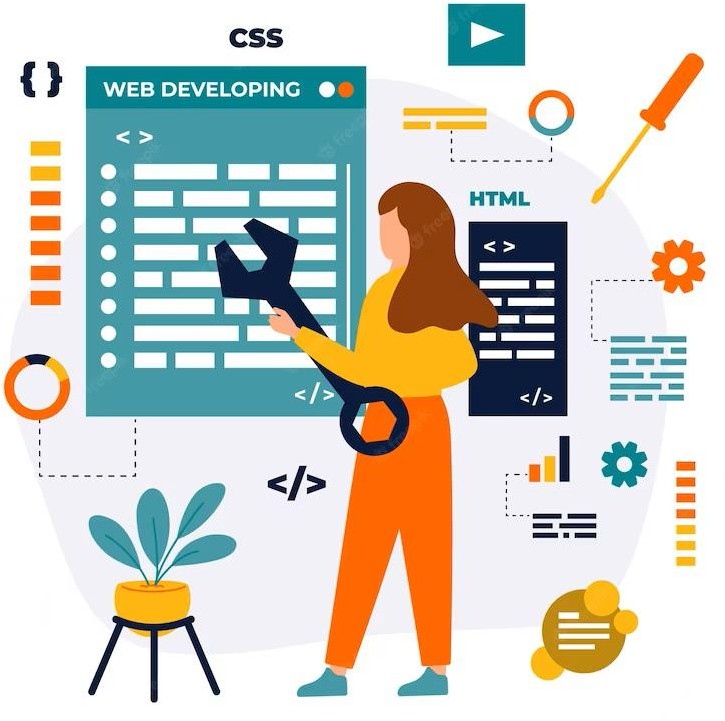 CSS
{ }
WEB DEVELOPING
< >
HTML
< >
</>
</>
</>